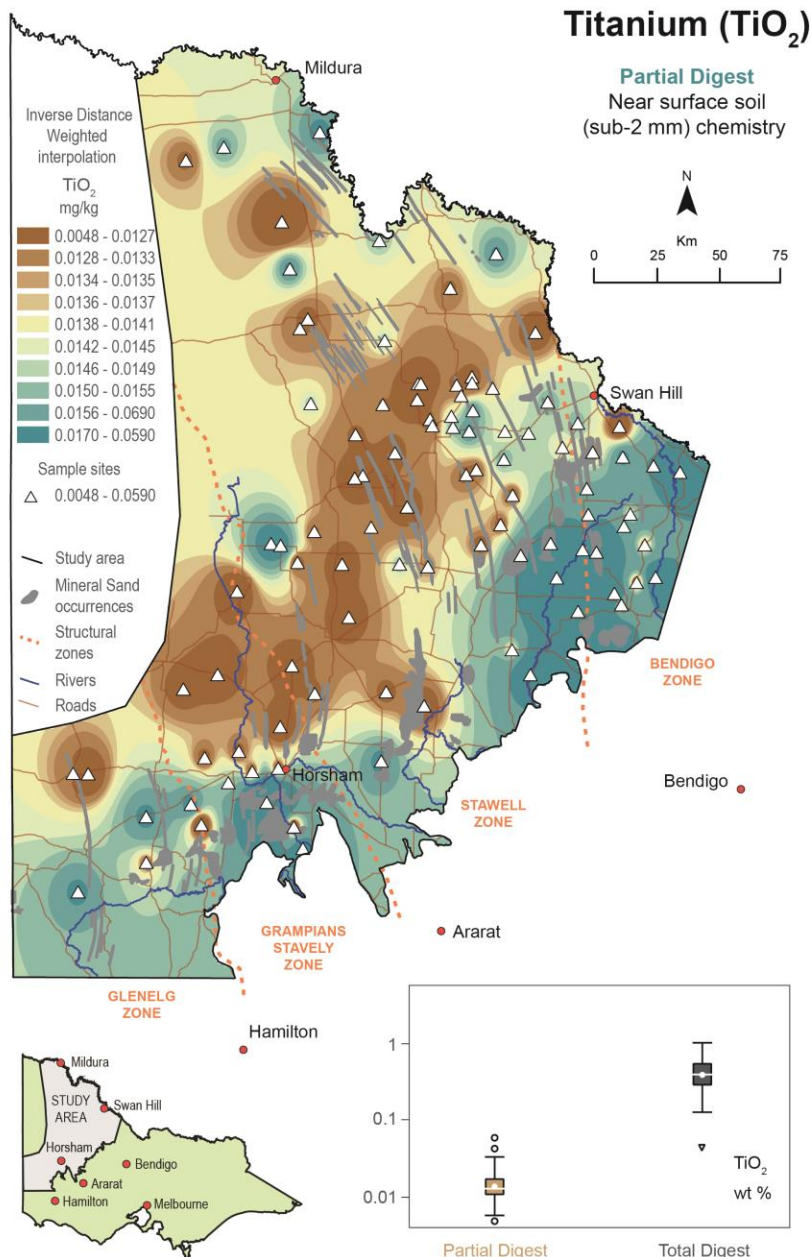 Titanium (TiO2)
Partial Digest
Near surface soil
(sub-2 mm) chemistry
N
Km
0 25 75
Inverse Distance
Weighted
interpolation
TiO2
mg/kg
0.0048 - 0.0127
0.0128 - 0.0133
0.0134 - 0.0135
0.0136 - 0.0137
0.0138 - 0.0141
0.0142 - 0.0145
0.0146 - 0.0149
0.0150 - 0.0155
0.0156 - 0.0690
0.0170 - 0.0590
Sample sites
0.0048 - 0.0590
Study area
Mineral Sand
occurrences
Structural
zones
Rivers
Roads
Mildura
Swan Hill
BENDIGO
ZONE
Horsham
Bendigo
STAWELL
ZONE
Ararat
GRAMPIANS
STAVELY
ZONE
GLENELG
ZONE
Hamilton
Mildura
STUDY
AREA
Swan Hill
Horsham
Bendigo
Ararat
Hamilton
Melbourne
1
0.1
0.01
TiO2
wt %
Partial Digest
Total Digest